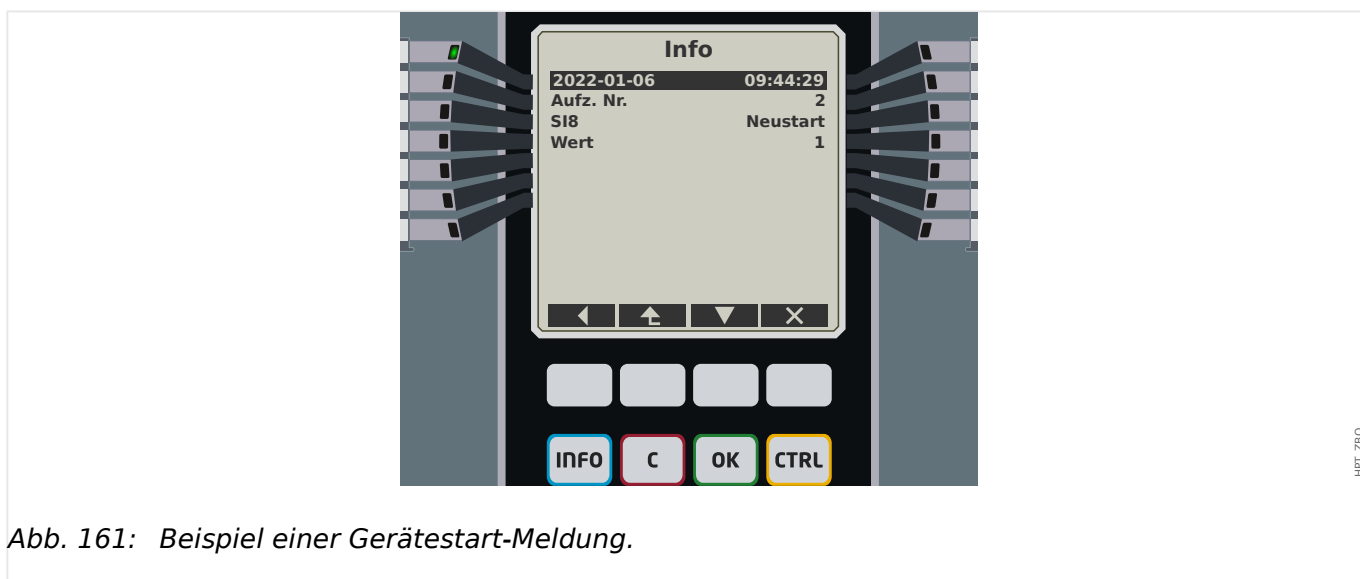 Info
2022-01-06 09:44:29
Aufz. Nr. 2
SI8 Neustart
Wert 1
INFO C OK CTRL
HPT_ZBO
Abb. 161: Beispiel einer Gerätestart-Meldung.